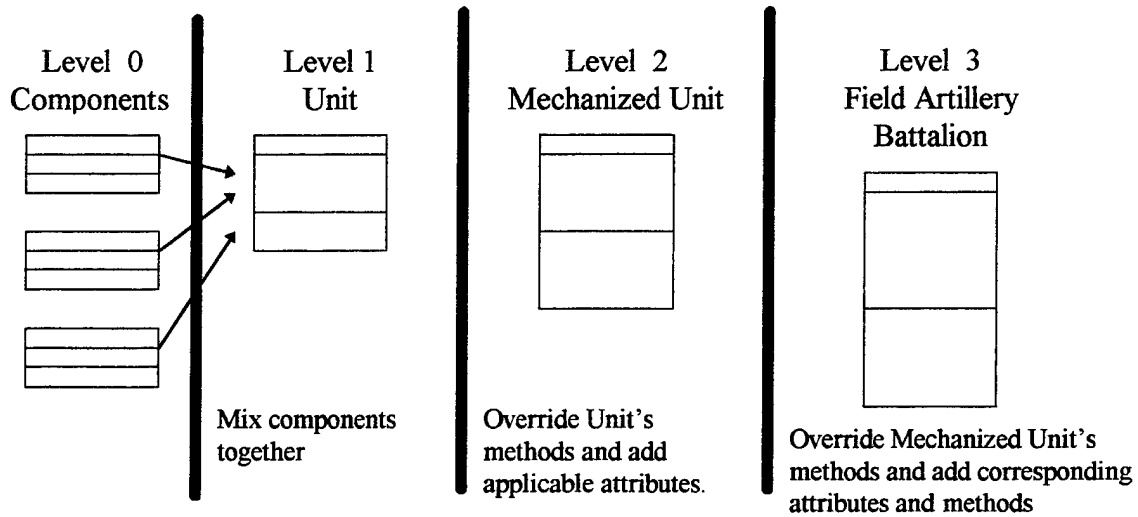 Level 0
Components
Level 1
Unit
Level 2
Mechanized Unit
Level 3
Field Artillery
Battalion
Mix components
together
Override Unit's
methods and add
applicable attributes.
Override Mechanized Unit's
methods and add corresponding
attributes and methods